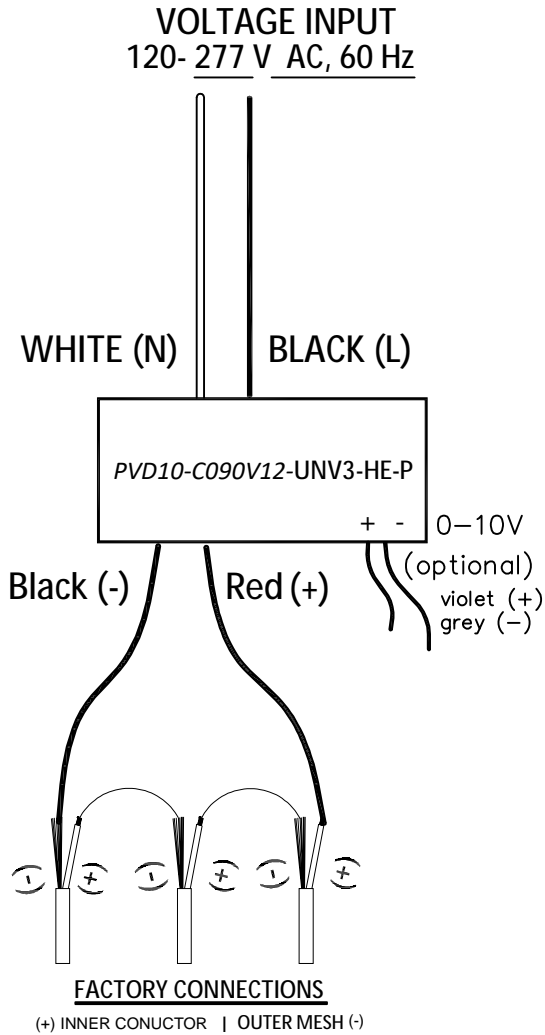 VOLTAGE INPUT
120- 277 V AC, 60 Hz
WHITE (N)
BLACK (L)
PVD10-C090V12-UNV3-HE-P
+ - 0-10V
(optional)
Black (-)
Red (+)
violet (+)
grey (-)
(-) (+) (-) (+) (-) (+)
FACTORY CONNECTIONS
(+) INNER CONUCTOR | OUTER MESH (-)